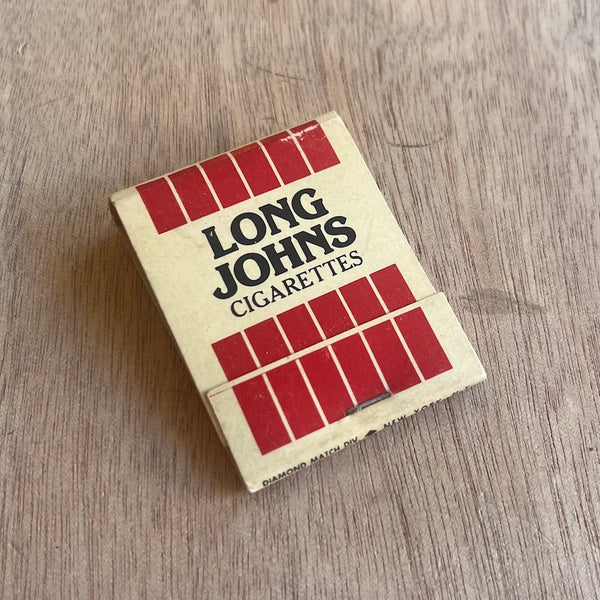 LONG
JOHNS
CIGARETTES
DIAMOND MATCH DIV. NEW YORK